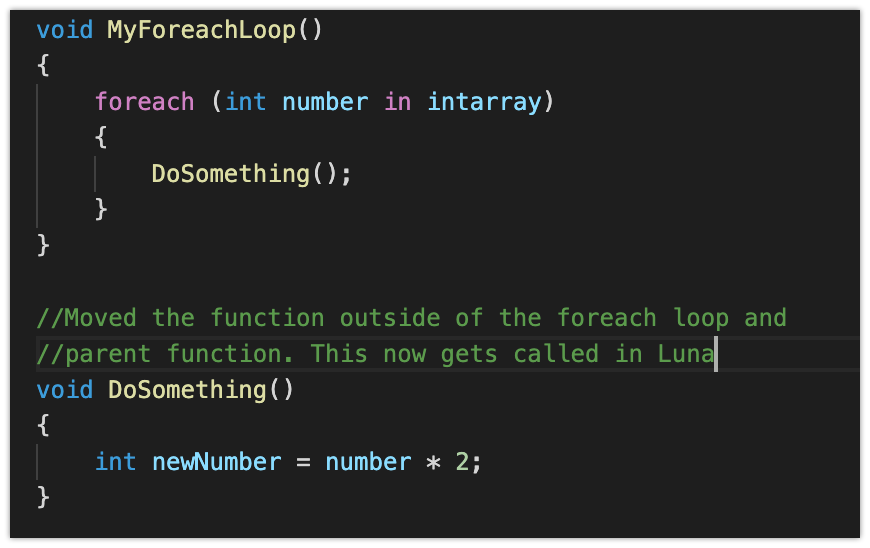 void MyForeachLoop()
{
    foreach (int number in intarray)
    {
        DoSomething();
    }
}

//Moved the function outside of the foreach loop and
//parent function. This now gets called in Luna
void DoSomething()
{
    int newNumber = number * 2;
}